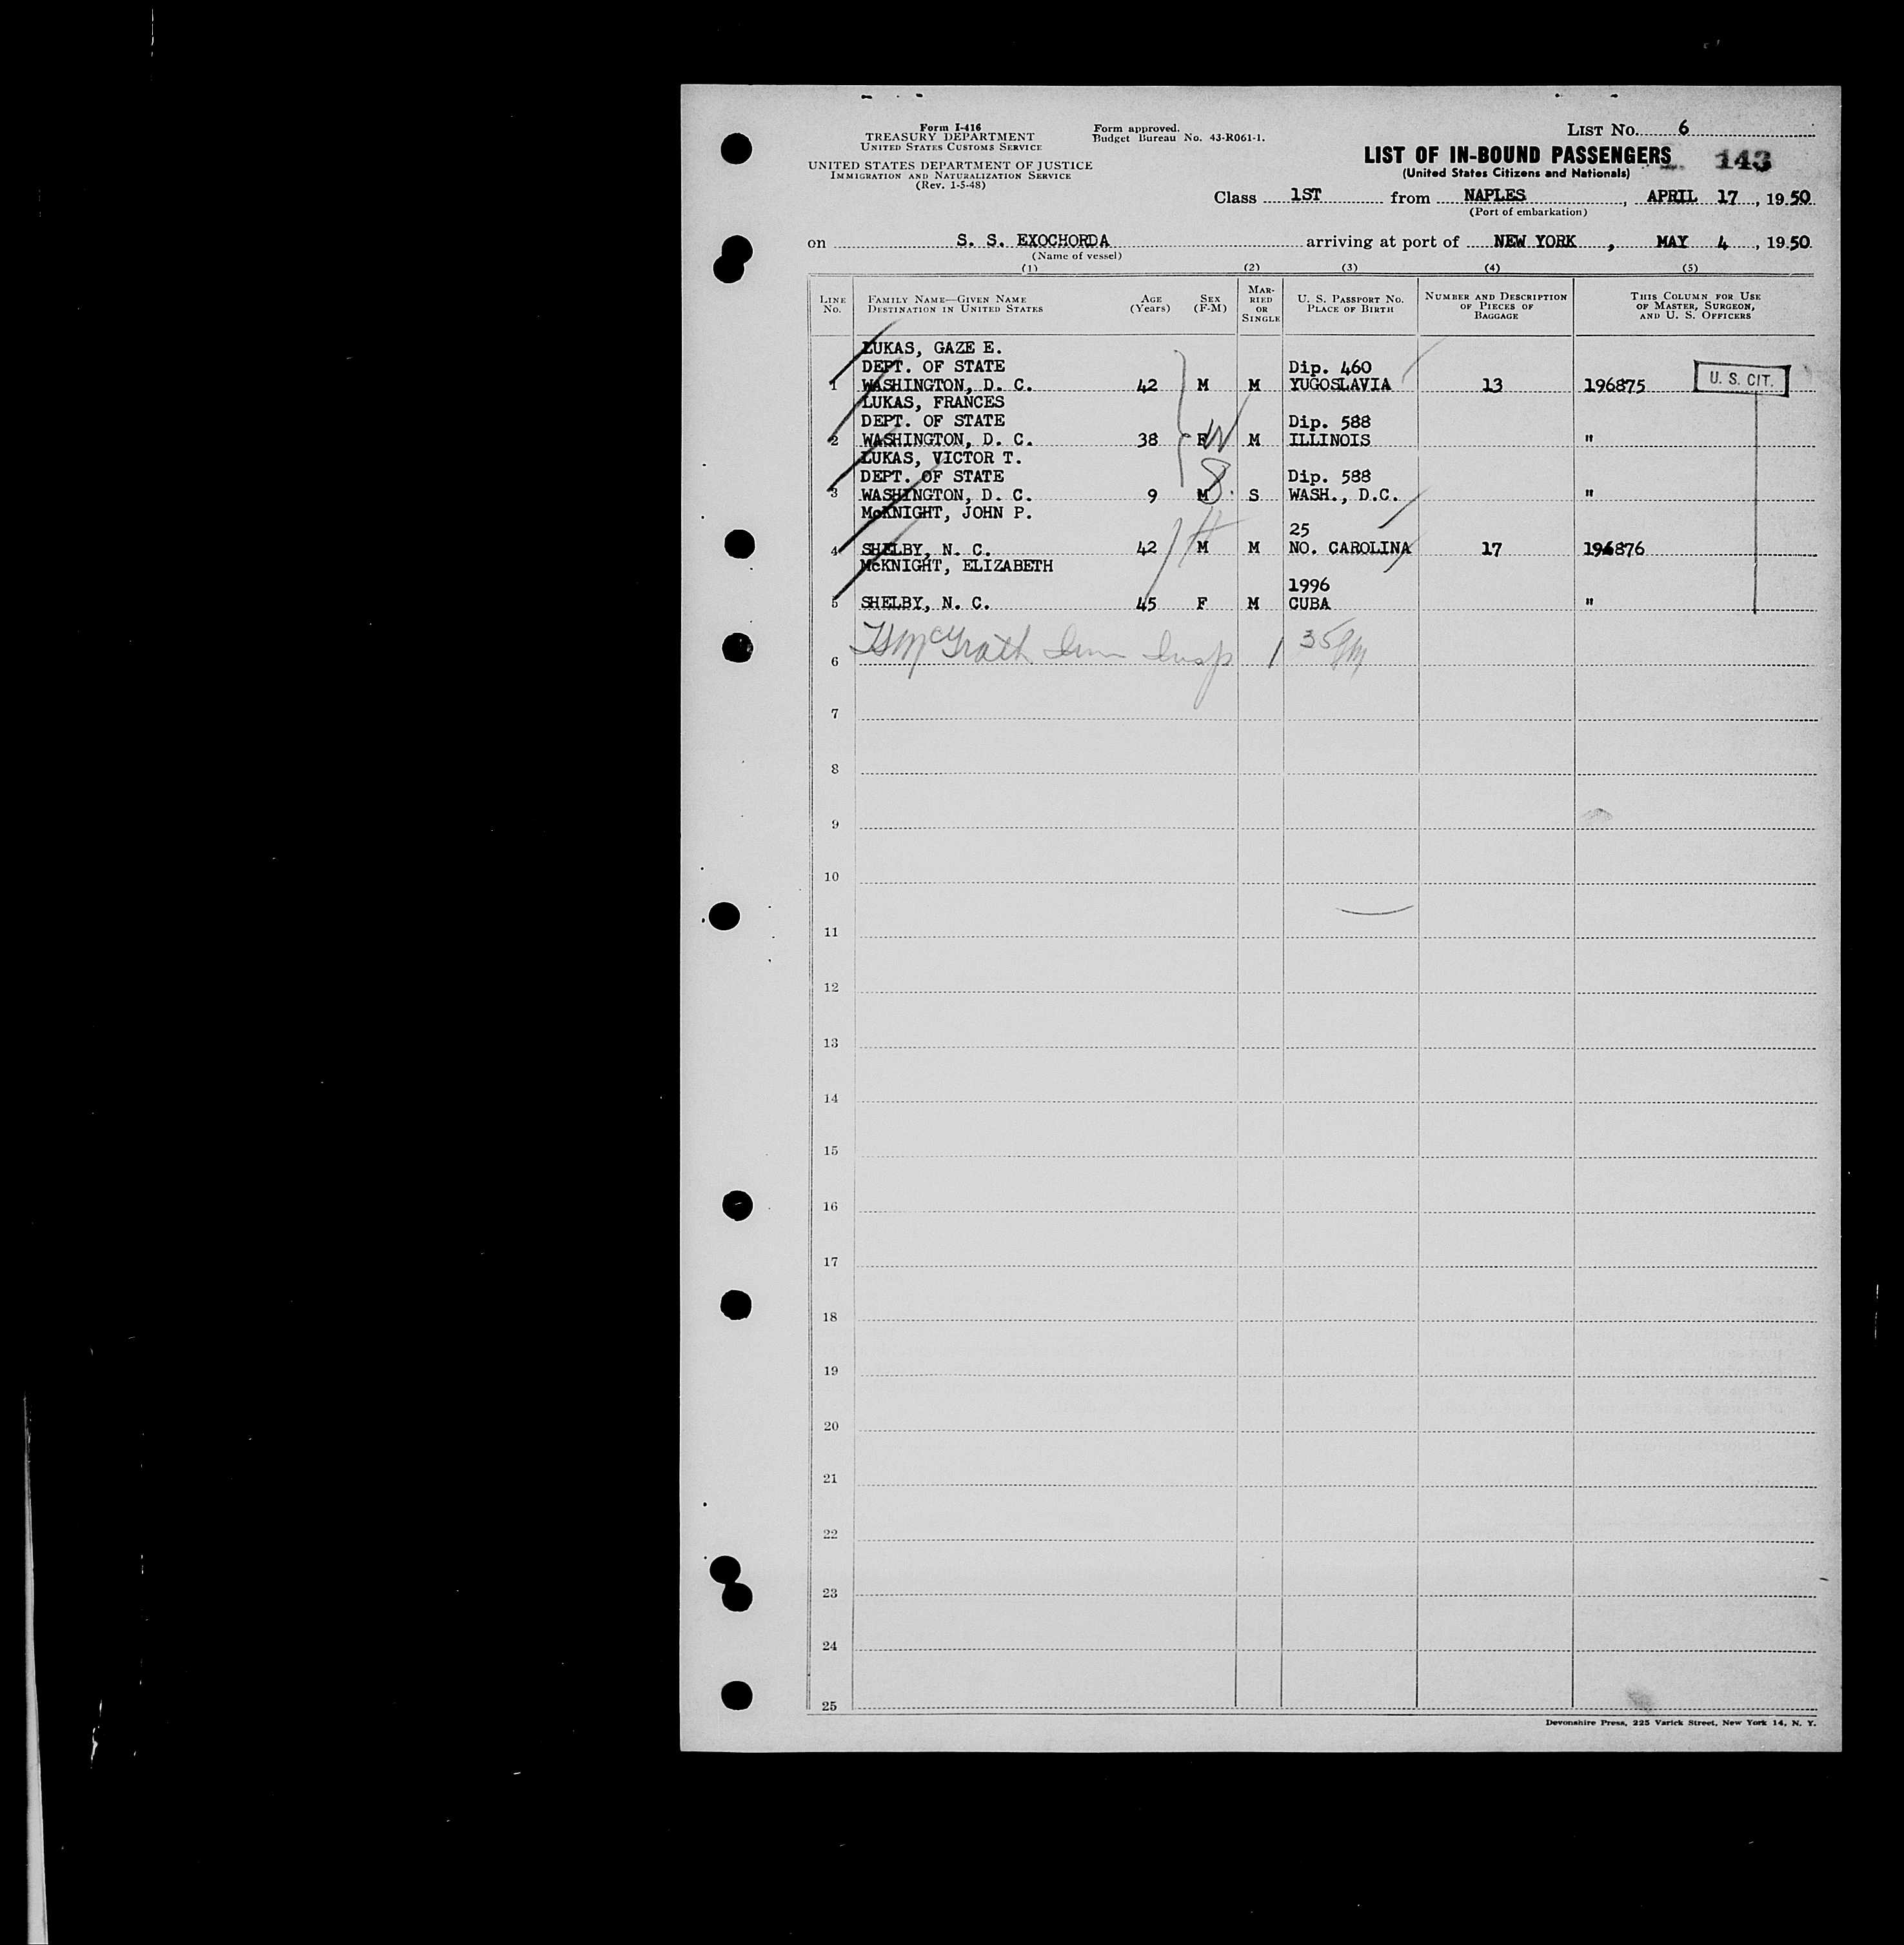 Form I-416
TREASURY DEPARTMENT
UNITED STATES CUSTOMS SERVICE
UNITED STATES DEPARTMENT OF JUSTICE
IMMIGRATION AND NATURALIZATION SERVICE
(Rev. 1-5-48)
Form approved.
Budget Bureau No. 43-R061-1.
LIST No. 6
LIST OF IN-BOUND PASSENGERS 143
(United States Citizens and Nationals)
Class 1ST from NAPLES, APRIL 17, 1950
(Port of embarkation)
on S. S. EXOCHORDA arriving at port of NEW YORK, MAY 4, 1950
(Name of vessel)
(1) (2) (3) (4) (5)
LINE No. FAMILY NAME—GIVEN NAME DESTINATION IN UNITED STATES AGE (Years) SEX (F-M) MARRIED OR SINGLE U. S. PASSPORT No. PLACE OF BIRTH NUMBER AND DESCRIPTION OF PIECES OF BAGGAGE THIS COLUMN FOR USE OF MASTER, SURGEON, AND U. S. OFFICERS
LUKAS, GAZE E.
DEPT. OF STATE Dip. 460
1 WASHINGTON, D. C. 42 M M YUGOSLAVIA 13 196875 U. S. CIT.
LUKAS, FRANCES
DEPT. OF STATE Dip. 588
2 WASHINGTON, D. C. 38 F M ILLINOIS "
LUKAS, VICTOR T.
DEPT. OF STATE Dip. 588
3 WASHINGTON, D. C. 9 M S WASH., D.C. "
McKNIGHT, JOHN P.
25
4 SHELBY, N. C. 42 M M NO. CAROLINA 17 196876
McKNIGHT, ELIZABETH
1996
5 SHELBY, N. C. 45 F M CUBA "
6 McGrath Imm Insp 1 35 PM
7
8
9
10
11
12
13
14
15
16
17
18
19
20
21
22
23
24
25
Devonshire Press, 225 Varick Street, New York 14, N. Y.